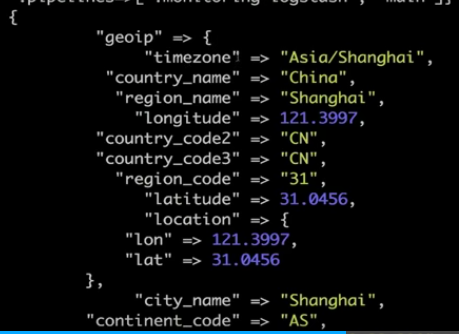 {
"geoip" => {
"timezone" => "Asia/Shanghai",
"country_name" => "China",
"region_name" => "Shanghai",
"longitude" => 121.3997,
"country_code2" => "CN",
"country_code3" => "CN",
"region_code" => "31",
"latitude" => 31.0456,
"location" => {
"lon" => 121.3997,
"lat" => 31.0456
},
"city_name" => "Shanghai",
"continent_code" => "AS",